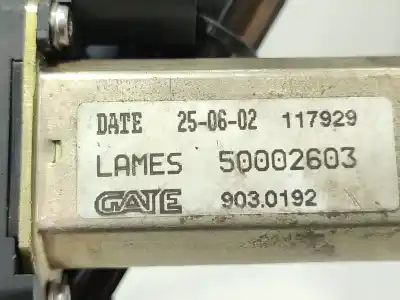 DATE 25-06-02 117929
LAMES 50002603
GATE 903.0192